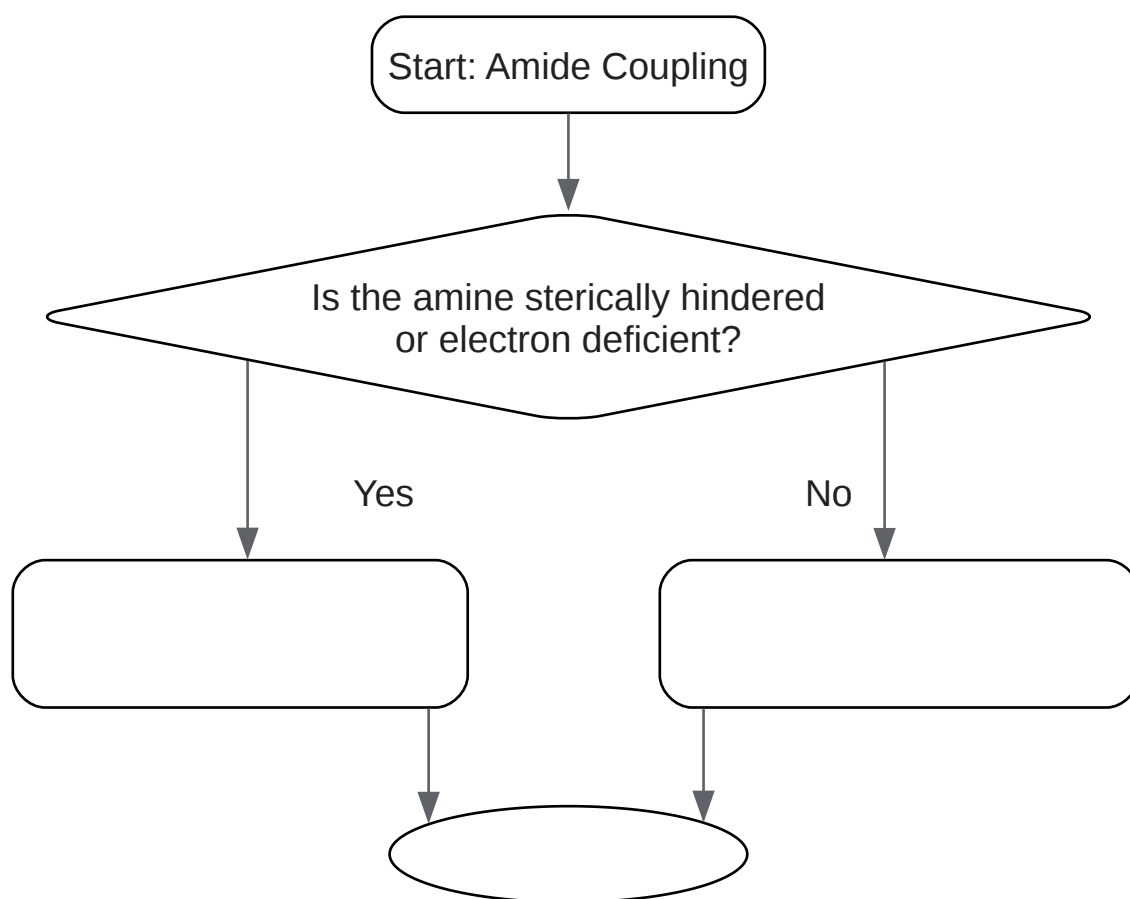 Start: Amide Coupling
Is the amine sterically hindered
or electron deficient?
Yes
No